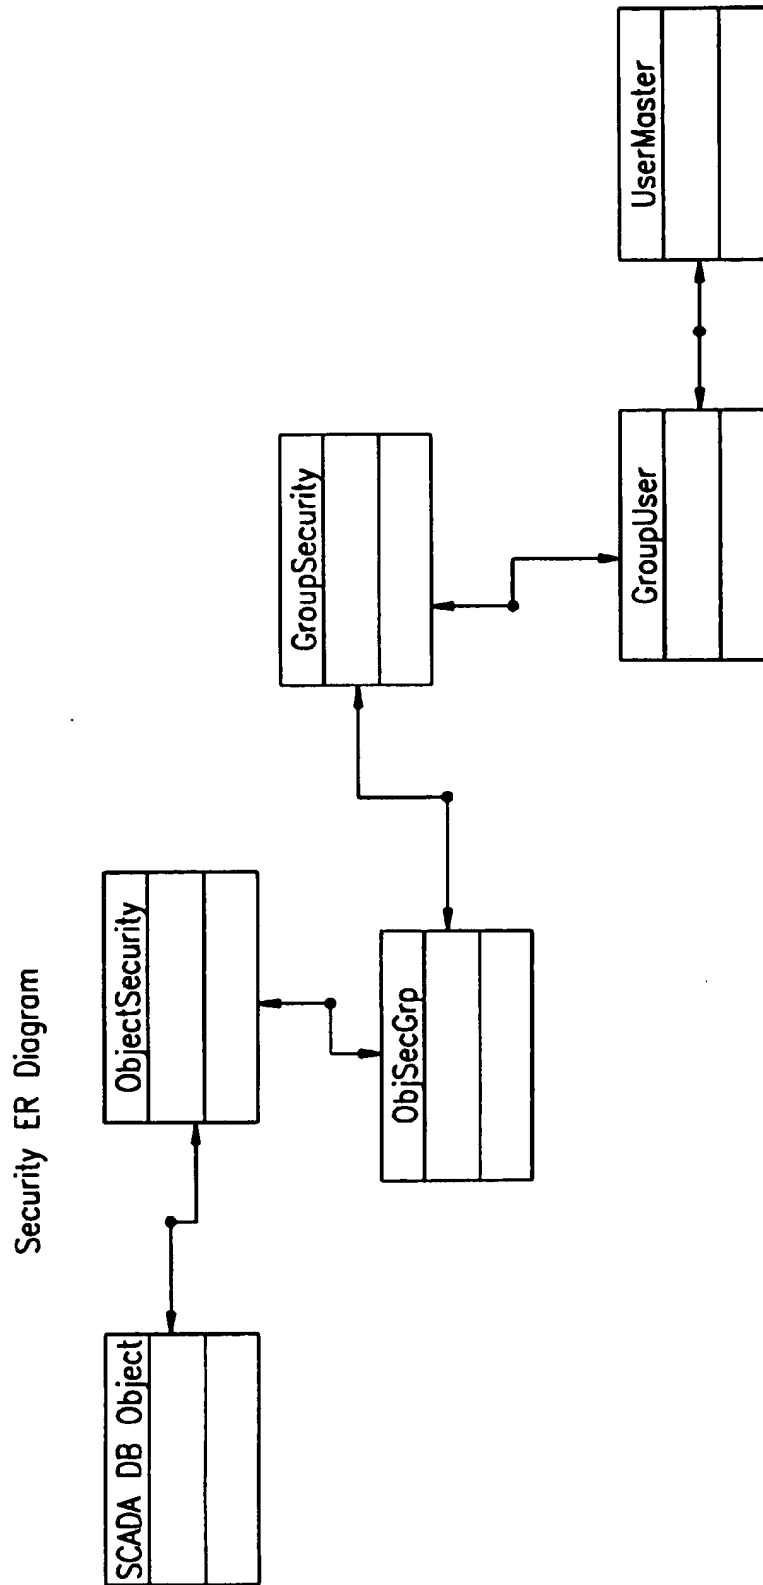 Security ER Diagram
SCADA DB Object
ObjectSecurity
ObjSecGrp
GroupSecurity
GroupUser
UserMaster